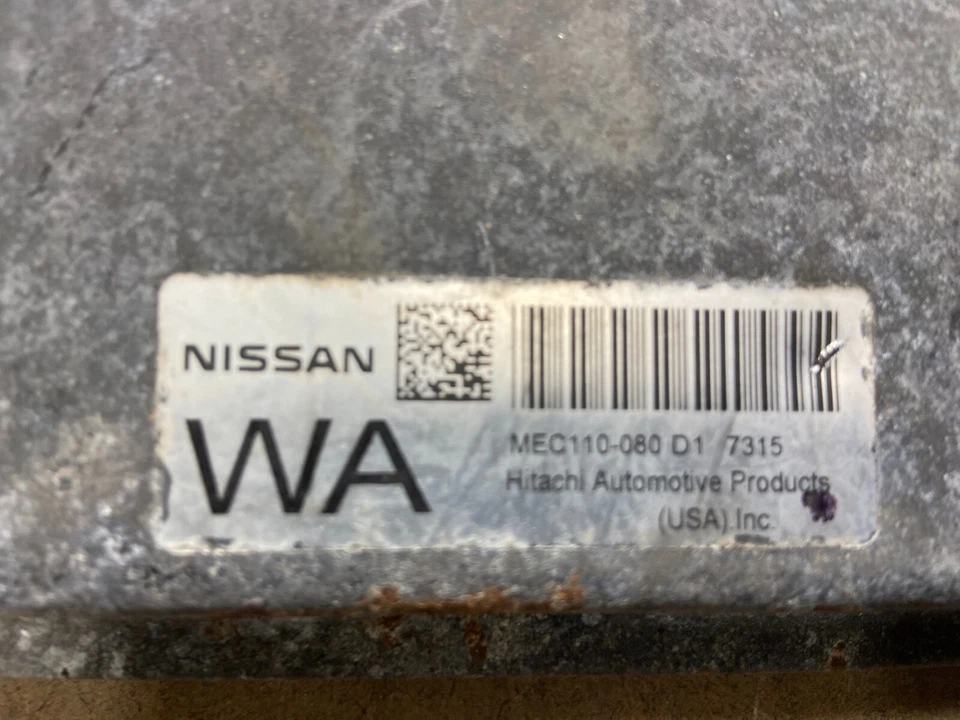 NISSAN
WA
MEC110-080 D1 7315
Hitachi Automotive Products
(USA) Inc.